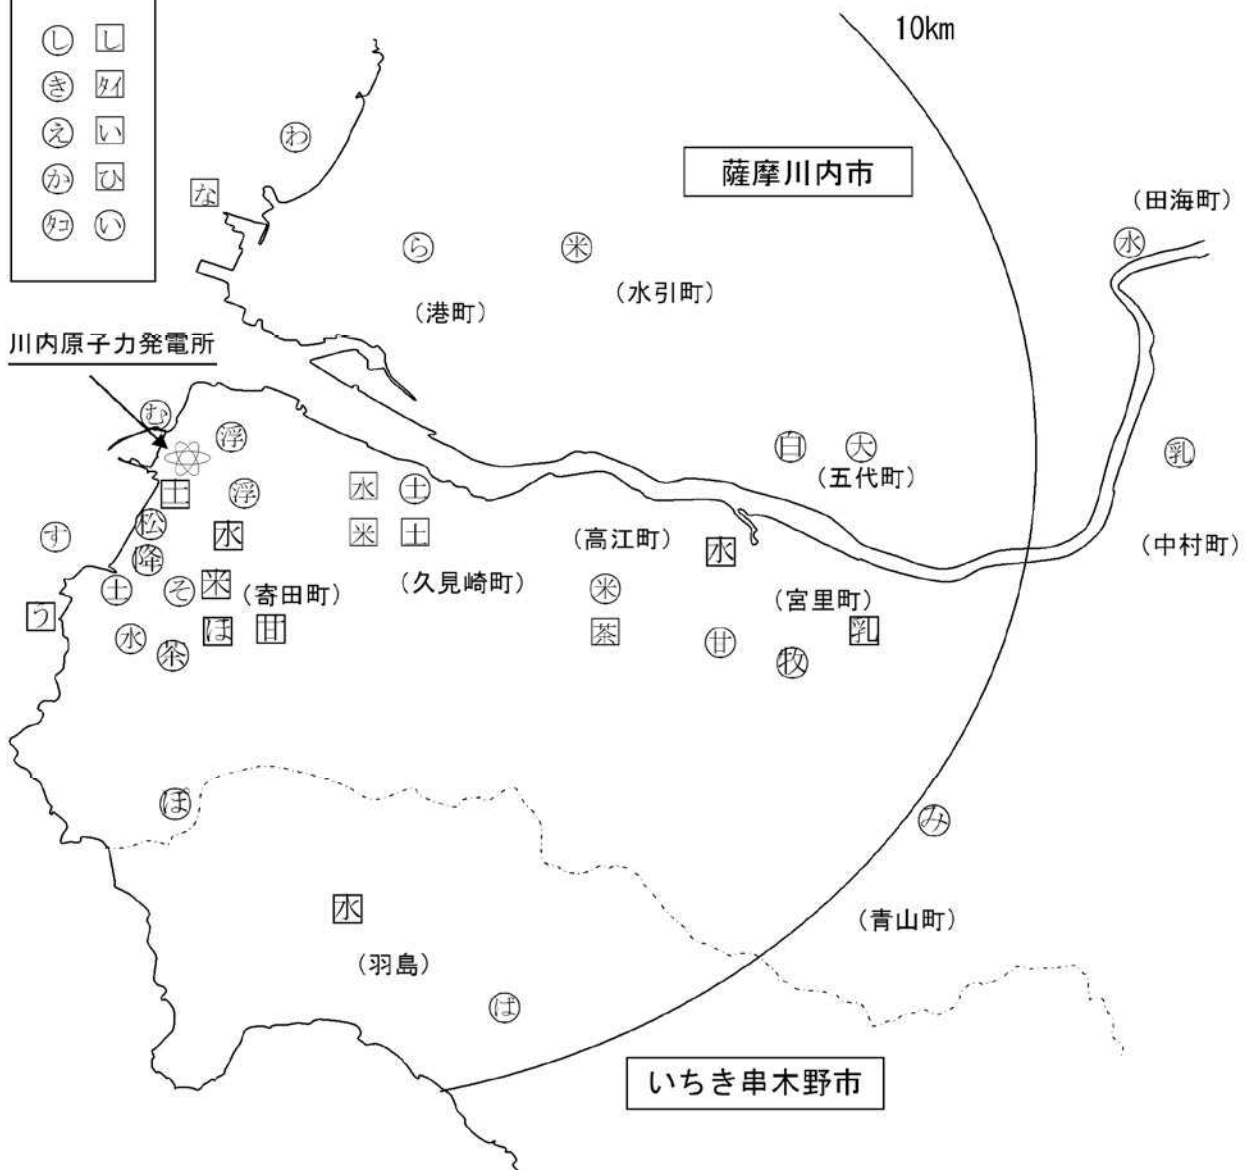 し し
き タイ
え い
か ひ
タコ い
10km
薩摩川内市
わ
な
(田海町)
水
ら
米
(水引町)
(港町)
川内原子力発電所
む
浮
自 大
乳
(五代町)
土
浮
水 土
松
水
米 土
(高江町)
水
(中村町)
す
降
(久見崎町)
土
そ
米
(寄田町)
米
(宮里町)
う
水
茶
ほ
甘
茶
甘
牧
乳
ぼ
み
水
(青山町)
(羽島)
ば
いちき串木野市